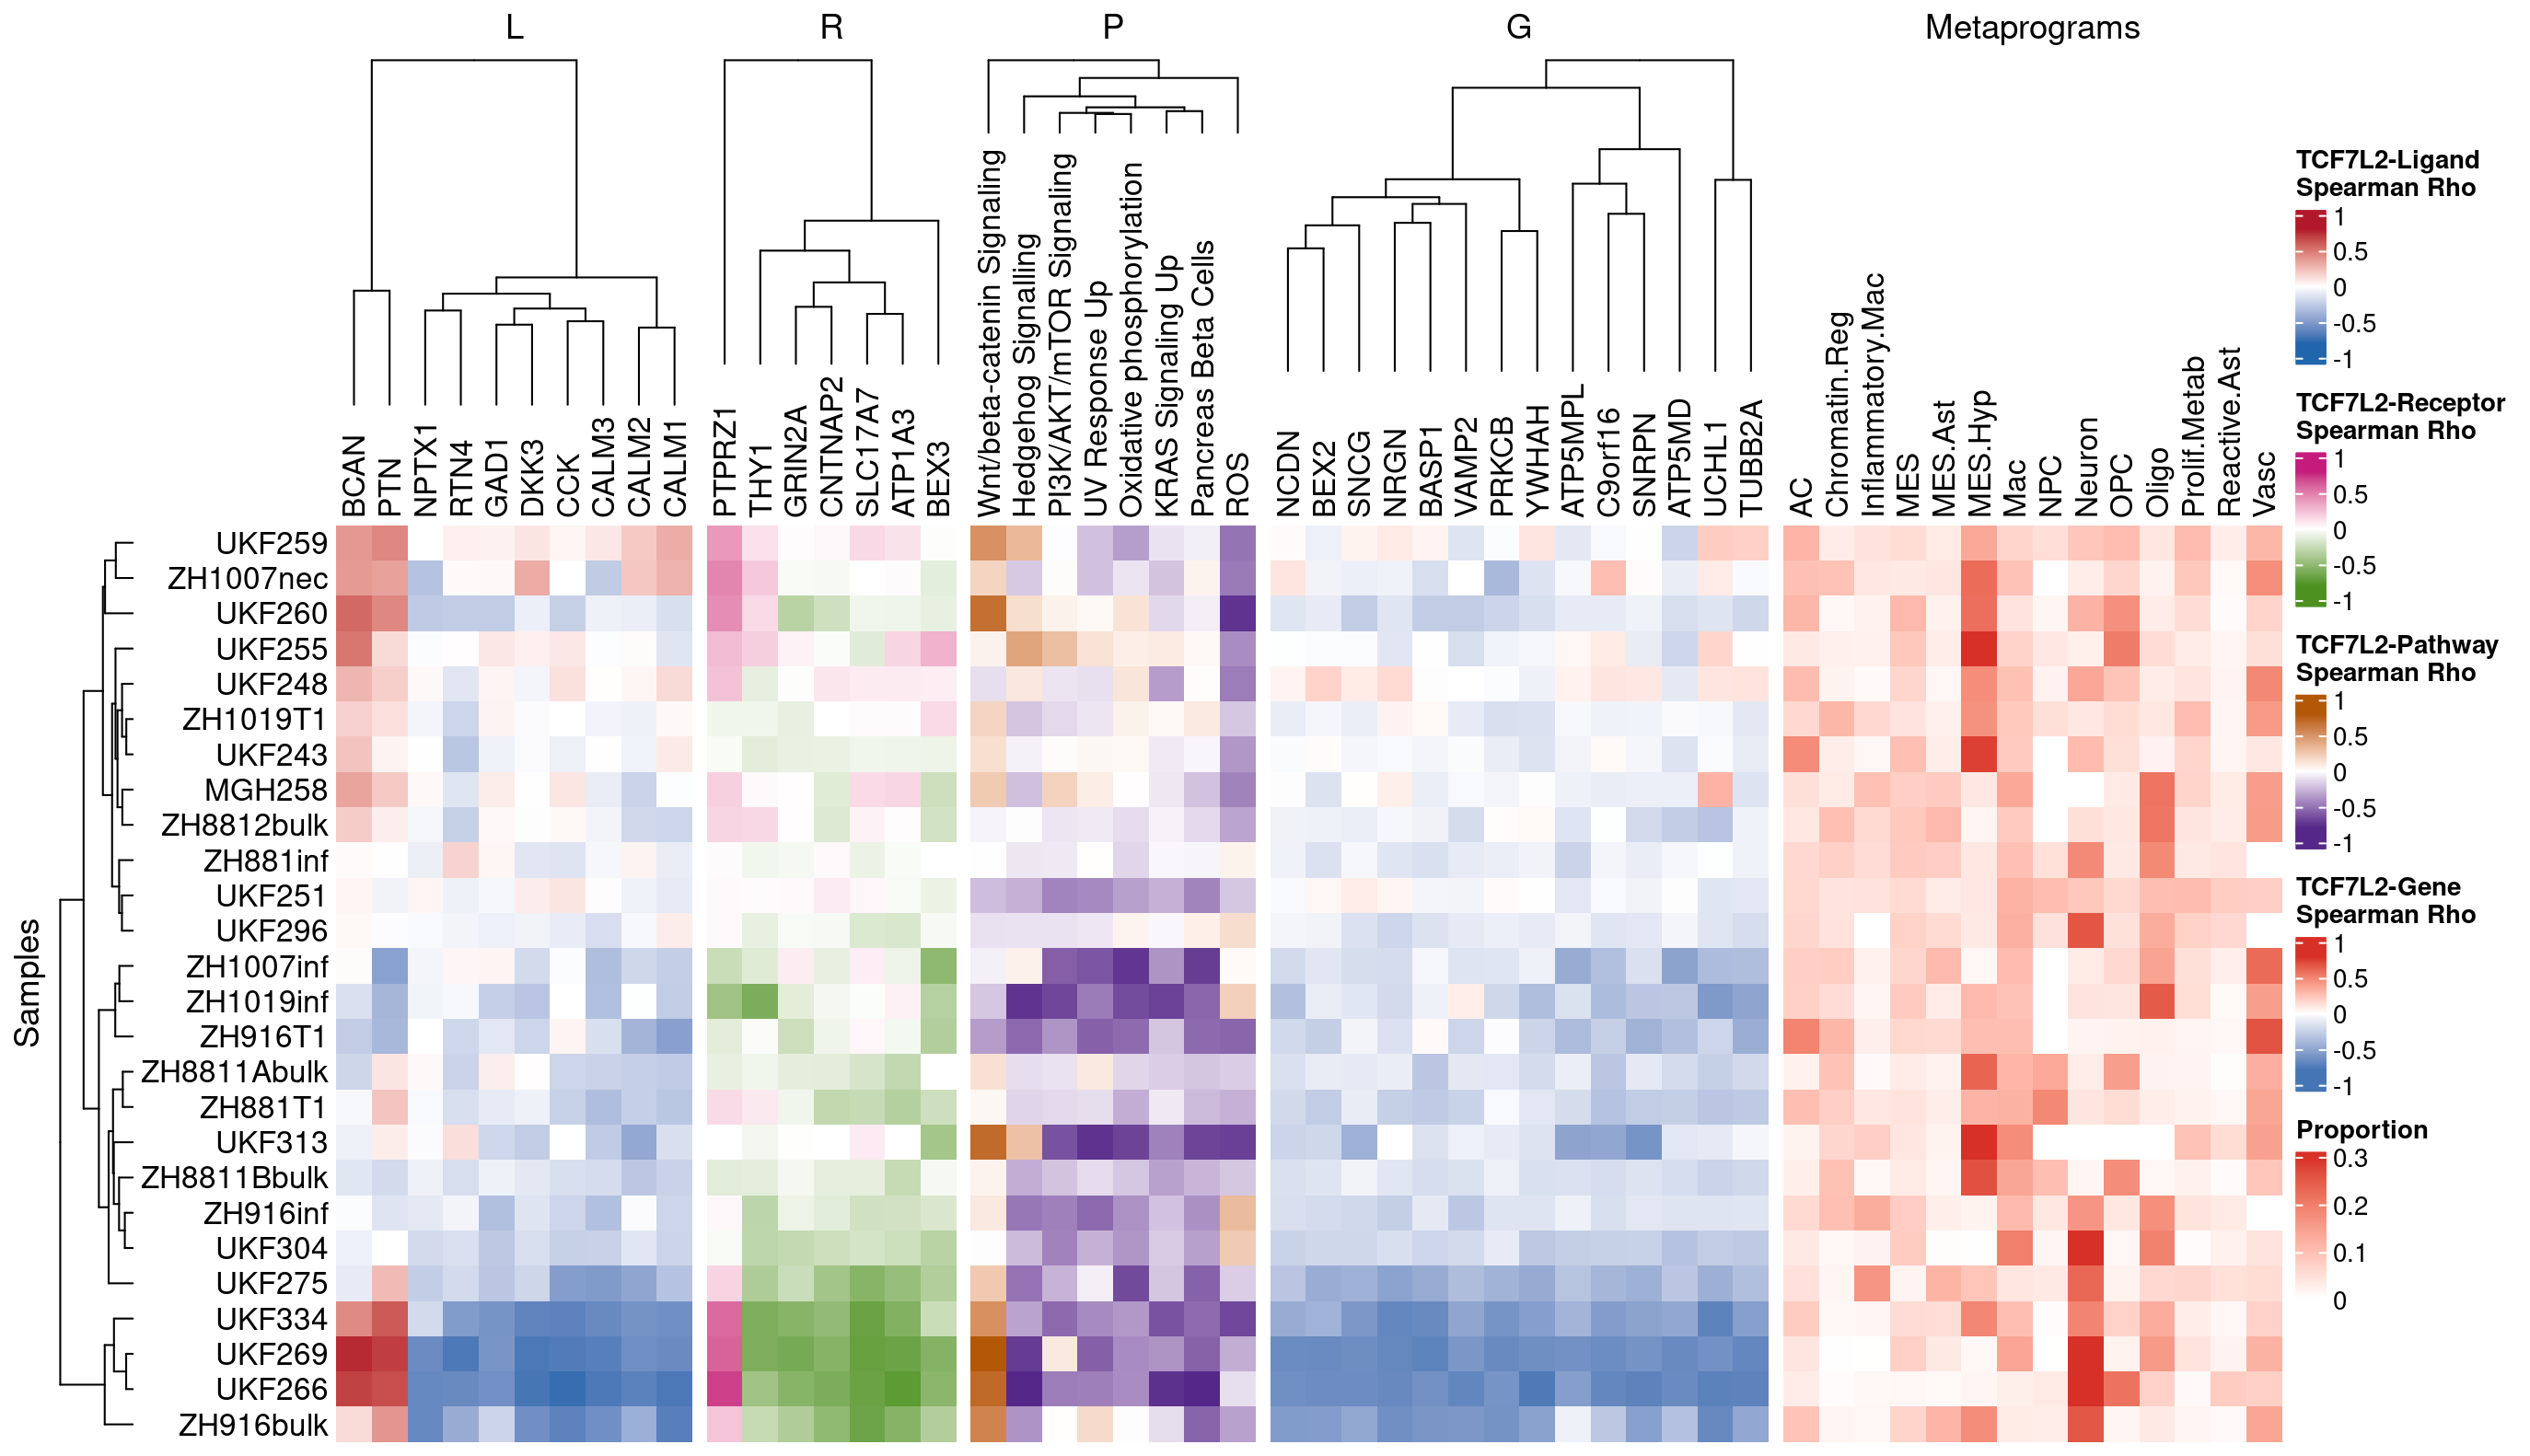 L R P G Metaprograms
BCAN PTN NPTX1 RTN4 GAD1 DKK3 CCK CALM3 CALM2 CALM1
PTPRZ1 THY1 GRIN2A CNTNAP2 SLC17A7 ATP1A3 BEX3
Wnt/beta-catenin Signaling
Hedgehog Signalling
PI3K/AKT/mTOR Signaling
UV Response Up
Oxidative phosphorylation
KRAS Signaling Up
Pancreas Beta Cells
ROS
NCDN BEX2 SNCG NRGN BASP1 VAMP2 PRKCB YWHAH ATP5MPL C9orf16 SNRPN ATP5MD UCHL1 TUBB2A
AC Chromatin.Reg Inflammatory.Mac MES MES.Ast MES.Hyp Mac NPC Neuron OPC Oligo Prolif.Metab Reactive.Ast Vasc
Samples
UKF259
ZH1007nec
UKF260
UKF255
UKF248
ZH1019T1
UKF243
MGH258
ZH8812bulk
ZH881inf
UKF251
UKF296
ZH1007inf
ZH1019inf
ZH916T1
ZH8811Abulk
ZH881T1
UKF313
ZH8811Bbulk
ZH916inf
UKF304
UKF275
UKF334
UKF269
UKF266
ZH916bulk
TCF7L2-Ligand
Spearman Rho
1
0.5
0
-0.5
-1
TCF7L2-Receptor
Spearman Rho
1
0.5
0
-0.5
-1
TCF7L2-Pathway
Spearman Rho
1
0.5
0
-0.5
-1
TCF7L2-Gene
Spearman Rho
1
0.5
0
-0.5
-1
Proportion
0.3
0.2
0.1
0